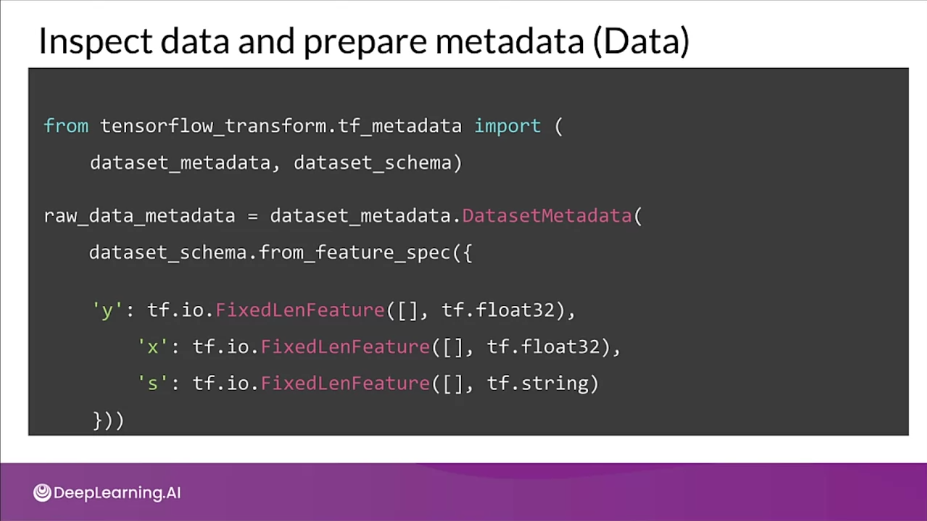 Inspect data and prepare metadata (Data)
from tensorflow_transform.tf_metadata import (
dataset_metadata, dataset_schema)
raw_data_metadata = dataset_metadata.DatasetMetadata(
dataset_schema.from_feature_spec({
'y': tf.io.FixedLenFeature([], tf.float32),
'x': tf.io.FixedLenFeature([], tf.float32),
's': tf.io.FixedLenFeature([], tf.string)
}))
DeepLearning.AI